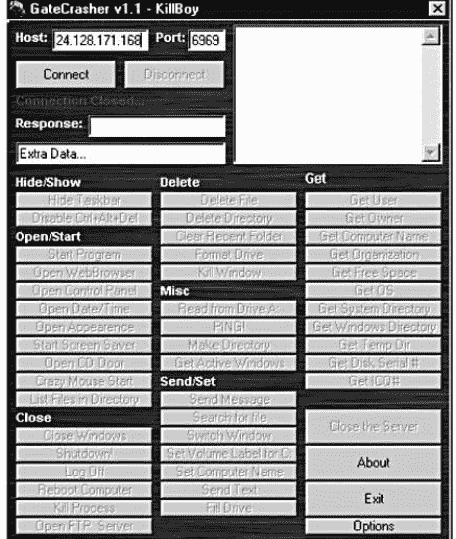 GateCrasher v1.1 - KillBoy
Host: 24.128.171.168 Port: 6969
Connect Disconnect
Connection Closed...
Response:
Extra Data...
Hide/Show
Hide Taskbar
Disable Ctrl+Alt+Del
Open/Start
Start Program
Open WebBrowser
Open Control Panel
Open Date/Time
Open Appearence
Start Screen Saver
Open CD Door
Crazy Mouse Start
List Files in Directory
Close
Close Windows
Shutdown!
Log Off
Reboot Computer
Kill Process
Open FTP Server
Delete
Delete File
Delete Directory
Clear Recent Folder
Format Drive
Kill Window
Misc
Read from Drive A:
PING!
Make Directory
Get Active Windows
Send/Set
Send Message
Search for file
Switch Window
Set Volume Label for C:
Set Computer Name
Send Text
Fill Drive
Get
Get User
Get Owner
Get Computer Name
Get Organization
Get Free Space
Get OS
Get System Directory
Get Windows Directory
Get Temp Dir
Get Disk Serial #
Get ICQ#
Close the Server
About
Exit
Options